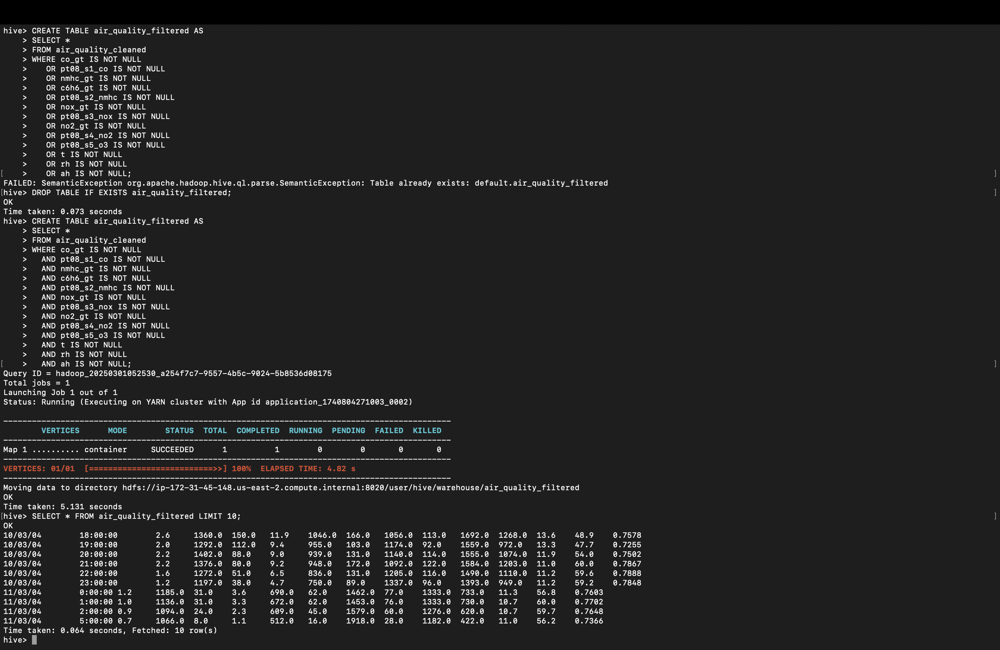 hive> CREATE TABLE air_quality_filtered AS
    > SELECT *
    > FROM air_quality_cleaned
    > WHERE co_gt IS NOT NULL
    >    OR pt08_s1_co IS NOT NULL
    >    OR nmhc_gt IS NOT NULL
    >    OR c6h6_gt IS NOT NULL
    >    OR pt08_s2_nmhc IS NOT NULL
    >    OR nox_gt IS NOT NULL
    >    OR pt08_s3_nox IS NOT NULL
    >    OR no2_gt IS NOT NULL
    >    OR pt08_s4_no2 IS NOT NULL
    >    OR pt08_s5_o3 IS NOT NULL
    >    OR t IS NOT NULL
    >    OR rh IS NOT NULL
[    >    OR ah IS NOT NULL; ]
FAILED: SemanticException org.apache.hadoop.hive.ql.parse.SemanticException: Table already exists: default.air_quality_filtered
[hive> DROP TABLE IF EXISTS air_quality_filtered; ]
OK
Time taken: 0.073 seconds
hive> CREATE TABLE air_quality_filtered AS
    > SELECT *
    > FROM air_quality_cleaned
    > WHERE co_gt IS NOT NULL
    >   AND pt08_s1_co IS NOT NULL
    >   AND nmhc_gt IS NOT NULL
    >   AND c6h6_gt IS NOT NULL
    >   AND pt08_s2_nmhc IS NOT NULL
    >   AND nox_gt IS NOT NULL
    >   AND pt08_s3_nox IS NOT NULL
    >   AND no2_gt IS NOT NULL
    >   AND pt08_s4_no2 IS NOT NULL
    >   AND pt08_s5_o3 IS NOT NULL
    >   AND t IS NOT NULL
    >   AND rh IS NOT NULL
[    >   AND ah IS NOT NULL; ]
Query ID = hadoop_20250301052530_a254f7c7-9557-4b5c-9024-5b8536d08175
Total jobs = 1
Launching Job 1 out of 1
Status: Running (Executing on YARN cluster with App id application_1740804271003_0002)
----------------------------------------------------------------------------------------------
        VERTICES      MODE        STATUS  TOTAL  COMPLETED  RUNNING  PENDING  FAILED  KILLED
----------------------------------------------------------------------------------------------
Map 1 .......... container     SUCCEEDED      1          1        0        0       0       0
----------------------------------------------------------------------------------------------
VERTICES: 01/01  [==========================>>] 100%  ELAPSED TIME: 4.82 s
----------------------------------------------------------------------------------------------
Moving data to directory hdfs://ip-172-31-45-148.us-east-2.compute.internal:8020/user/hive/warehouse/air_quality_filtered
OK
Time taken: 5.131 seconds
[hive> SELECT * FROM air_quality_filtered LIMIT 10; ]
OK
10/03/04	18:00:00	2.6	1360.0	150.0	11.9	1046.0	166.0	1056.0	113.0	1692.0	1268.0	13.6	48.9	0.7578
10/03/04	19:00:00	2.0	1292.0	112.0	9.4	955.0	103.0	1174.0	92.0	1559.0	972.0	13.3	47.7	0.7255
10/03/04	20:00:00	2.2	1402.0	88.0	9.0	939.0	131.0	1140.0	114.0	1555.0	1074.0	11.9	54.0	0.7502
10/03/04	21:00:00	2.2	1376.0	80.0	9.2	948.0	172.0	1092.0	122.0	1584.0	1203.0	11.0	60.0	0.7867
10/03/04	22:00:00	1.6	1272.0	51.0	6.5	836.0	131.0	1205.0	116.0	1490.0	1110.0	11.2	59.6	0.7888
10/03/04	23:00:00	1.2	1197.0	38.0	4.7	750.0	89.0	1337.0	96.0	1393.0	949.0	11.2	59.2	0.7848
11/03/04	0:00:00	1.2	1185.0	31.0	3.6	690.0	62.0	1462.0	77.0	1333.0	733.0	11.3	56.8	0.7603
11/03/04	1:00:00	1.0	1136.0	31.0	3.3	672.0	62.0	1453.0	76.0	1333.0	730.0	10.7	60.0	0.7702
11/03/04	2:00:00	0.9	1094.0	24.0	2.3	609.0	45.0	1579.0	60.0	1276.0	620.0	10.7	59.7	0.7648
11/03/04	5:00:00	0.7	1066.0	8.0	1.1	512.0	16.0	1918.0	28.0	1182.0	422.0	11.0	56.2	0.7366
Time taken: 0.064 seconds, Fetched: 10 row(s)
hive>